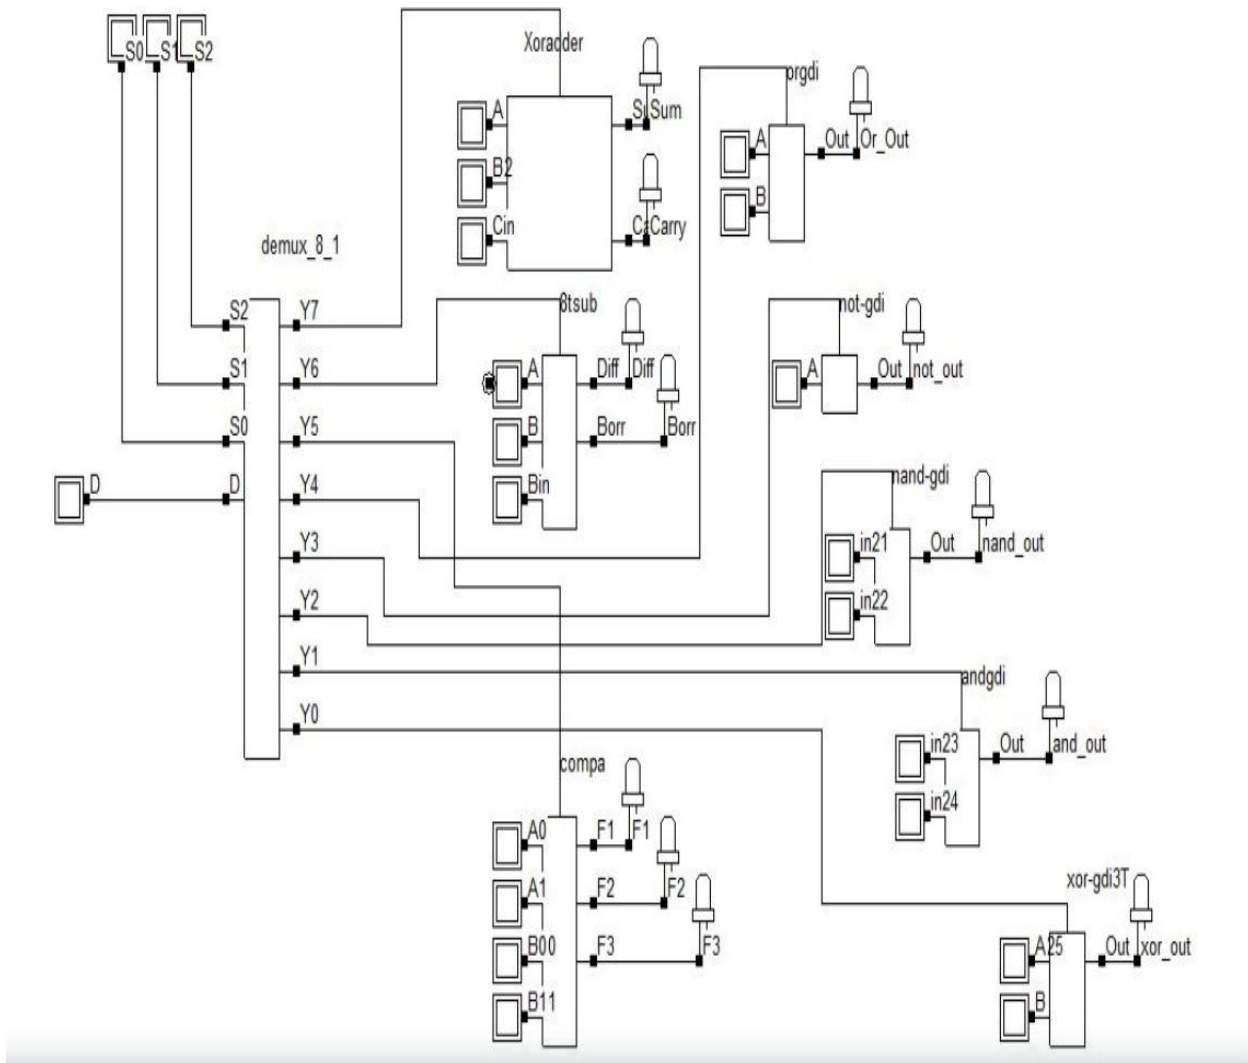 S0 S1 S2
Xoradder
A
B2
Cin
Sum
Carry
orgdi
A
B
Out Or_Out
demux_8_1
S2
S1
S0
D
D
Y7
Y6
Y5
Y4
Y3
Y2
Y1
Y0
8tsub
A
B
Bin
Diff Diff
Borr Borr
not-gdi
A
Out not_out
nand-gdi
in21
in22
Out nand_out
andgdi
in23
in24
Out and_out
compa
A0
A1
B00
B11
F1 F1
F2 F2
F3 F3
xor-gdi3T
A25
B
Out xor_out